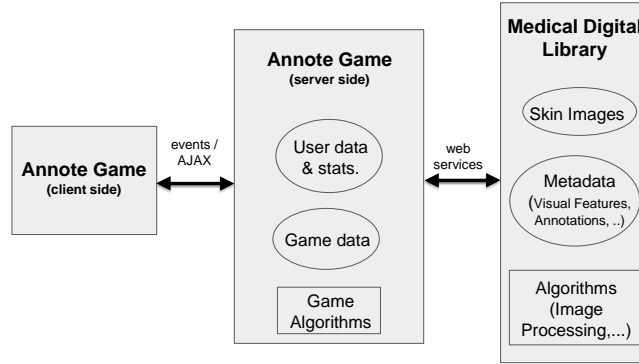 Annote Game
(client side)
events /
AJAX
Annote Game
(server side)
User data
& stats.
Game data
Game
Algorithms
web
services
Medical Digital
Library
Skin Images
Metadata
(Visual Features,
Annotations, ..)
Algorithms
(Image
Processing,...)